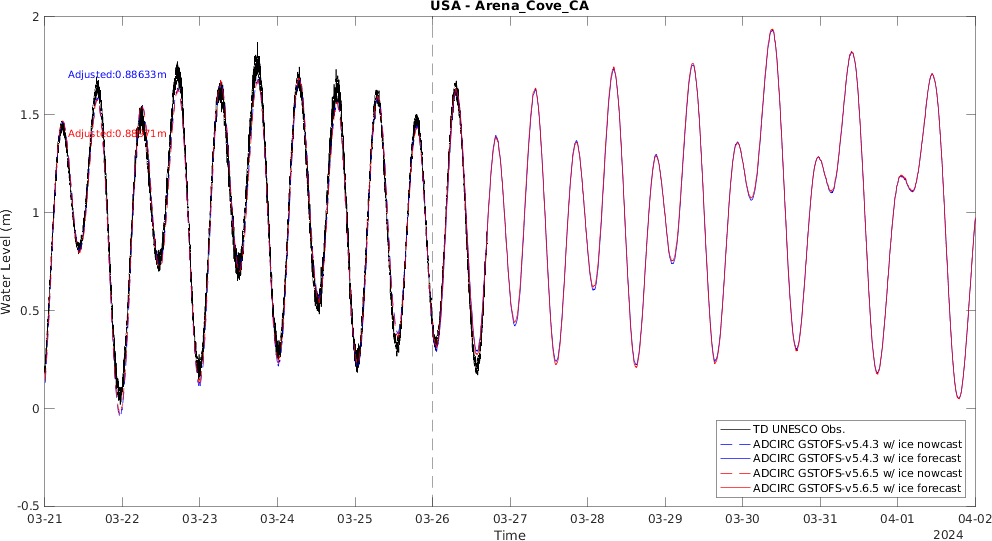 USA - Arena_Cove_CA
2
1.5
1
0.5
0
-0.5
Water Level (m)
Adjusted:0.88633m
03-21
03-22
03-23
03-24
03-25
03-26
03-27
03-28
03-29
03-30
03-31
04-01
04-02
Time
2024
TD UNESCO Obs.
ADCIRC GSTOFS-v5.4.3 w/ ice nowcast
ADCIRC GSTOFS-v5.4.3 w/ ice forecast
ADCIRC GSTOFS-v5.6.5 w/ ice nowcast
ADCIRC GSTOFS-v5.6.5 w/ ice forecast